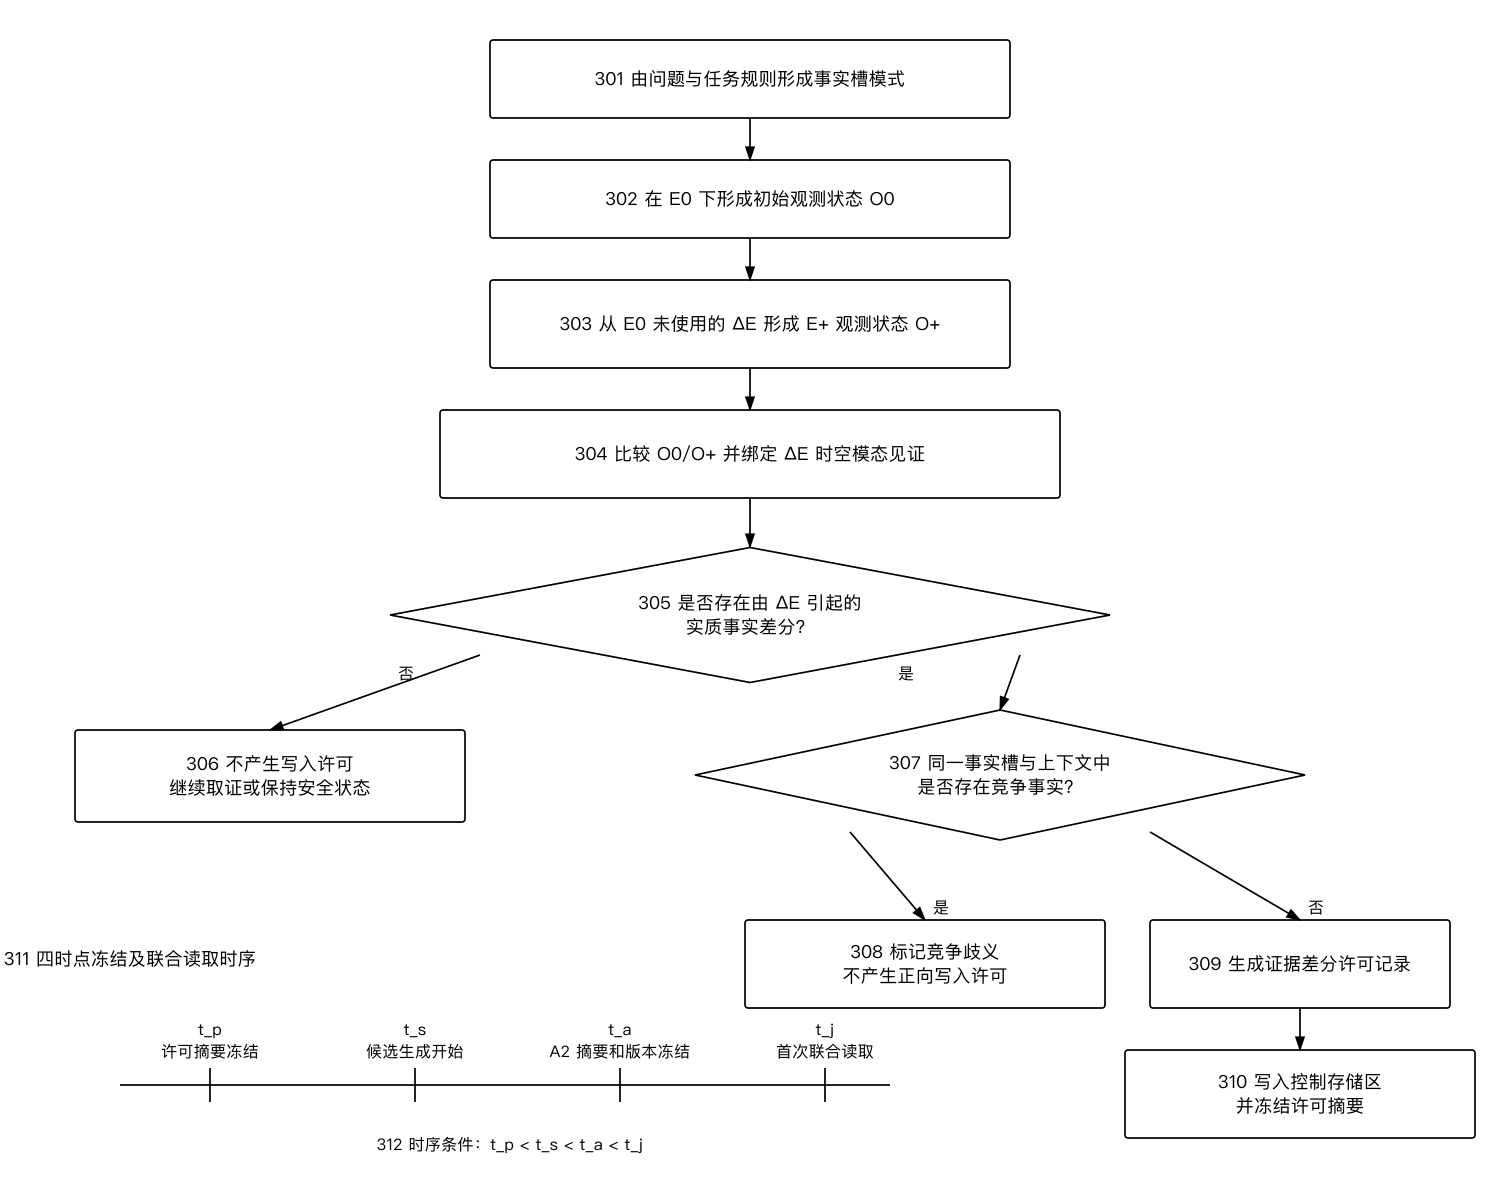 301 由问题与任务规则形成事实槽模式
302 在 E0 下形成初始观测状态 O0
303 从 E0 未使用的 ΔE 形成 E+ 观测状态 O+
304 比较 O0/O+ 并绑定 ΔE 时空模态见证
305 是否存在由 ΔE 引起的
实质事实差分?
否
是
306 不产生写入许可
继续取证或保持安全状态
307 同一事实槽与上下文中
是否存在竞争事实?
是
否
308 标记竞争歧义
不产生正向写入许可
309 生成证据差分许可记录
310 写入控制存储区
并冻结许可摘要
311 四时点冻结及联合读取时序
t_p
许可摘要冻结
t_s
候选生成开始
t_a
A2 摘要和版本冻结
t_j
首次联合读取
312 时序条件：t_p < t_s < t_a < t_j